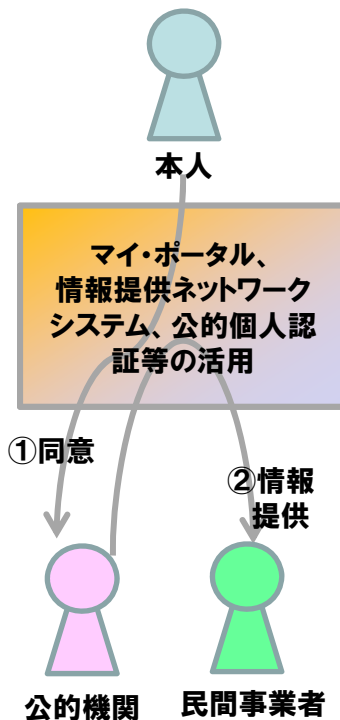 本人
マイ・ポータル、
情報提供ネットワーク
システム、公的個人認
証等の活用
①同意
②情報
提供
公的機関
民間事業者